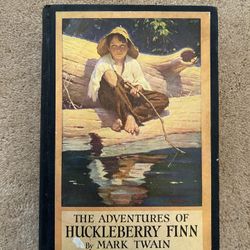 THE ADVENTURES OF
HUCKLEBERRY FINN
By MARK TWAIN